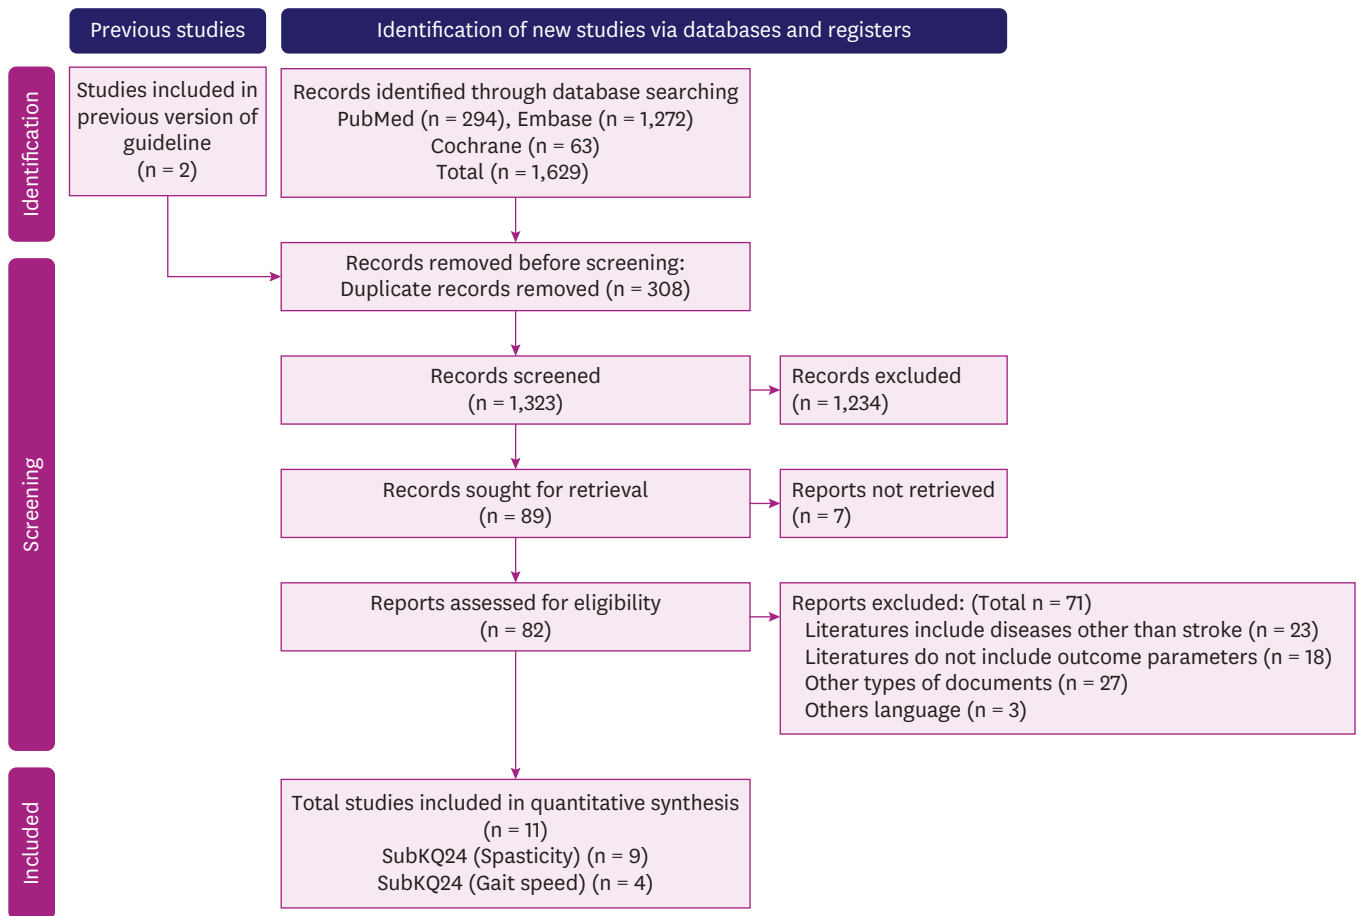 Previous studies
Identification of new studies via databases and registers
Identification
Studies included in
previous version of
guideline
(n = 2)
Records identified through database searching
PubMed (n = 294), Embase (n = 1,272)
Cochrane (n = 63)
Total (n = 1,629)
Screening
Records removed before screening:
Duplicate records removed (n = 308)
Records screened
(n = 1,323)
Records excluded
(n = 1,234)
Records sought for retrieval
(n = 89)
Reports not retrieved
(n = 7)
Reports assessed for eligibility
(n = 82)
Reports excluded: (Total n = 71)
Literatures include diseases other than stroke (n = 23)
Literatures do not include outcome parameters (n = 18)
Other types of documents (n = 27)
Others language (n = 3)
Included
Total studies included in quantitative synthesis
(n = 11)
SubKQ24 (Spasticity) (n = 9)
SubKQ24 (Gait speed) (n = 4)